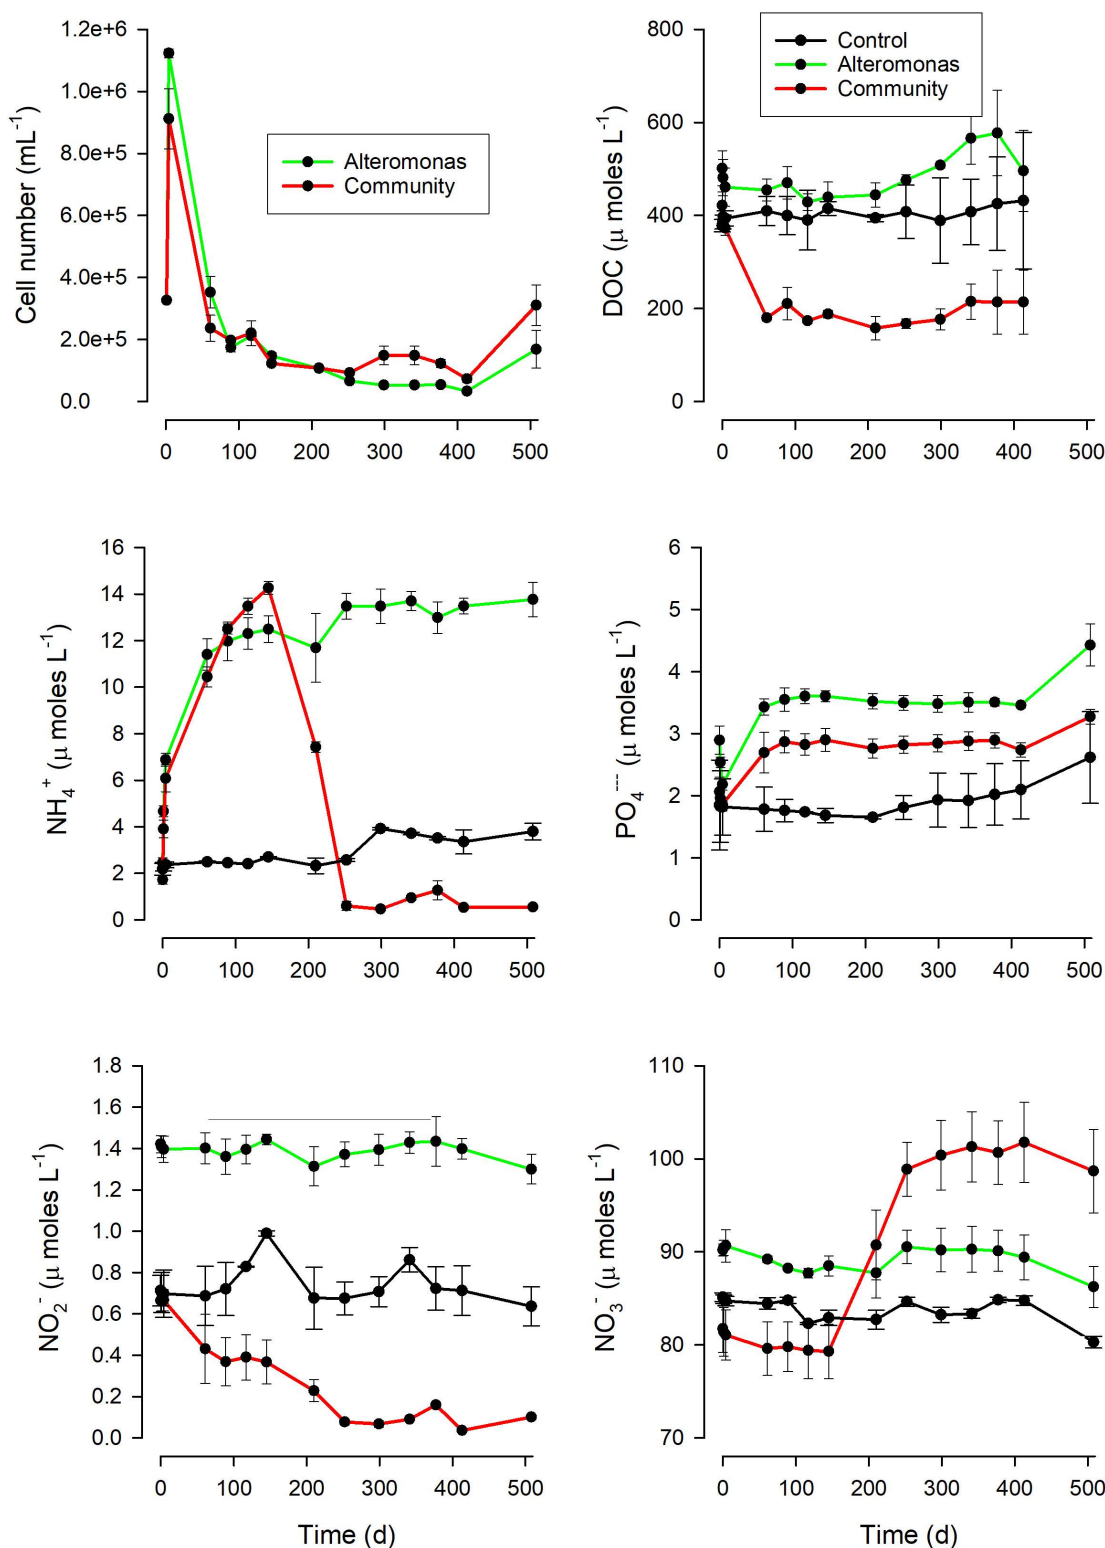 Cell number (mL⁻¹)
1.2e+6
1.0e+6
8.0e+5
6.0e+5
4.0e+5
2.0e+5
0.0
Alteromonas
Community
0 100 200 300 400 500
DOC (μ moles L⁻¹)
800
600
400
200
0
Control
Alteromonas
Community
0 100 200 300 400 500
NH₄⁺ (μ moles L⁻¹)
16
14
12
10
8
6
4
2
0
0 100 200 300 400 500
PO₄⁻⁻⁻ (μ moles L⁻¹)
6
5
4
3
2
1
0
0 100 200 300 400 500
NO₂⁻ (μ moles L⁻¹)
1.8
1.6
1.4
1.2
1.0
0.8
0.6
0.4
0.2
0.0
0 100 200 300 400 500
Time (d)
NO₃⁻ (μ moles L⁻¹)
110
100
90
80
70
0 100 200 300 400 500
Time (d)